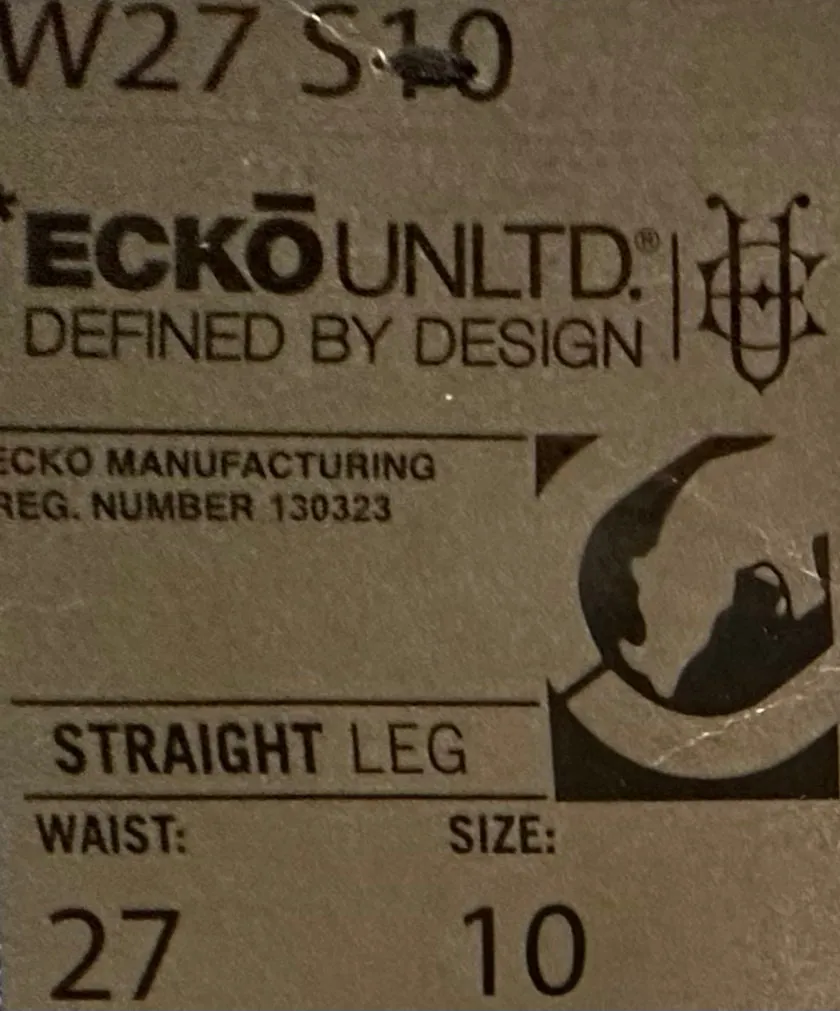 W27 S10
*ECKŌ UNLTD.®
DEFINED BY DESIGN
ECKO MANUFACTURING
REG. NUMBER 130323
STRAIGHT LEG
WAIST: SIZE:
27 10